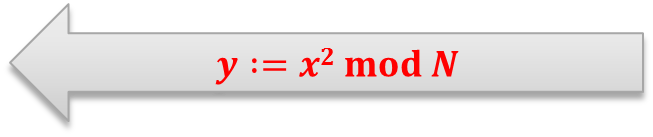 y := x² mod N